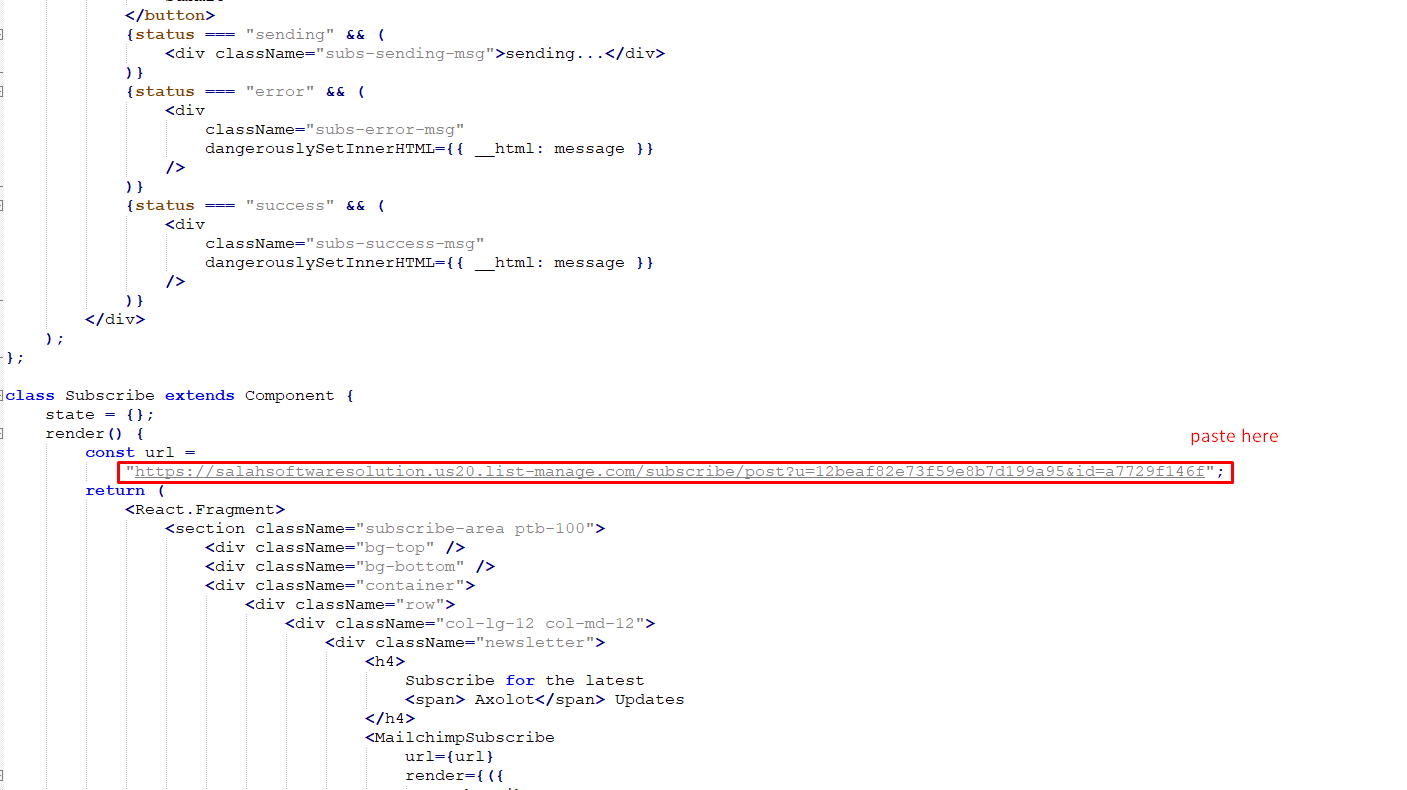 </button>
{status === "sending" && (
<div className="subs-sending-msg">sending...</div>
)}
{status === "error" && (
<div
className="subs-error-msg"
dangerouslySetInnerHTML={{ __html: message }}
/>
)}
{status === "success" && (
<div
className="subs-success-msg"
dangerouslySetInnerHTML={{ __html: message }}
/>
)}
</div>
);
};
class Subscribe extends Component {
state = {};
render() {
paste here
const url =
"https://salahsoftwaresolution.us20.list-manage.com/subscribe/post?u=12beaf82e73f59e8b7d199a95&id=a7729f146f";
return (
<React.Fragment>
<section className="subscribe-area ptb-100">
<div className="bg-top" />
<div className="bg-bottom" />
<div className="container">
<div className="row">
<div className="col-lg-12 col-md-12">
<div className="newsletter">
<h4>
Subscribe for the latest
<span> Axolot</span> Updates
</h4>
<MailchimpSubscribe
url={url}
render={({